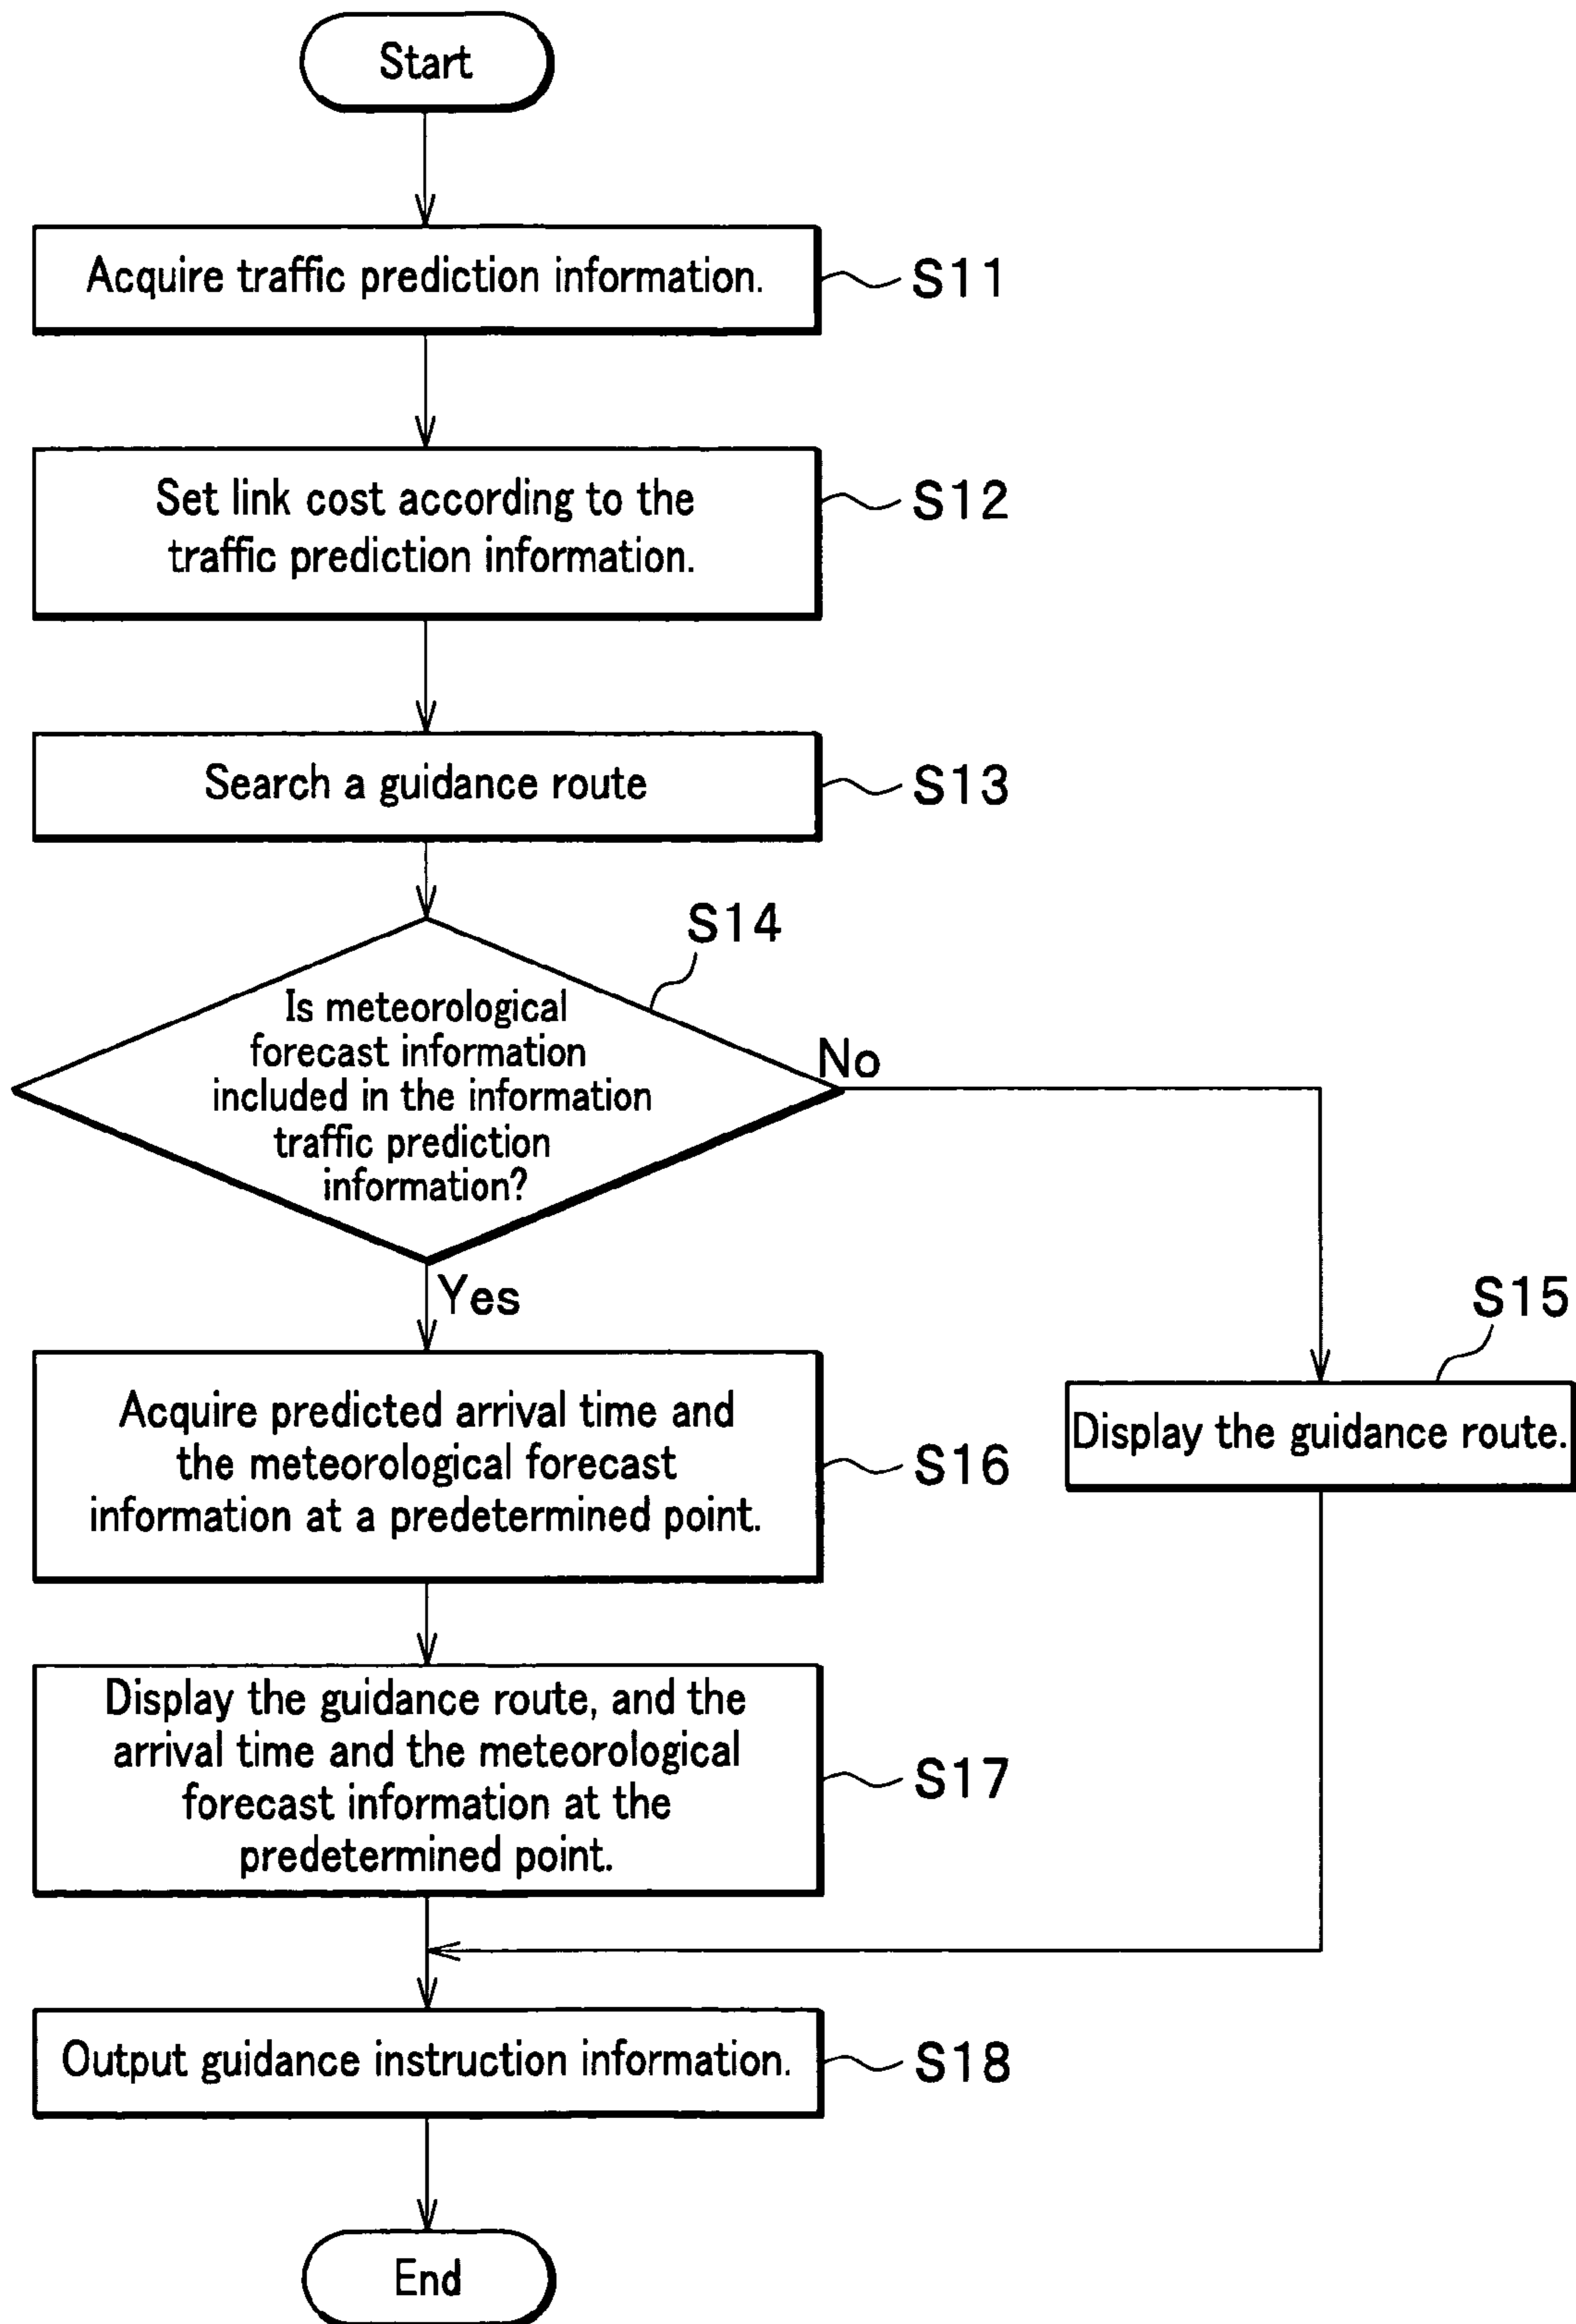 Start
Acquire traffic prediction information.
S11
Set link cost according to the
traffic prediction information.
S12
Search a guidance route
S13
S14
Is meteorological
forecast information
included in the information
traffic prediction
information?
No
Yes
S15
Display the guidance route.
Acquire predicted arrival time and
the meteorological forecast
information at a predetermined point.
S16
Display the guidance route, and the
arrival time and the meteorological
forecast information at the
predetermined point.
S17
Output guidance instruction information.
S18
End